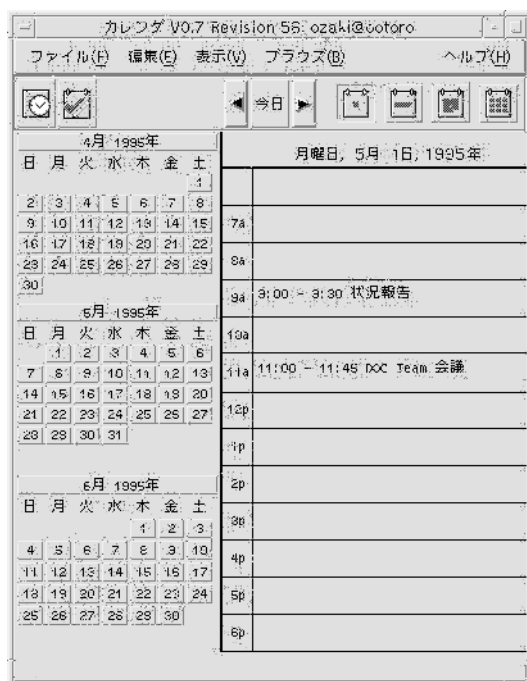 カレンダ V0.7 Revision 56: ozaki@ootoro
ファイル(F) 編集(E) 表示(V) ブラウズ(B) ヘルプ(H)
今日
4月 1995年
日 月 火 水 木 金 土
1
2 3 4 5 6 7 8
9 10 11 12 13 14 15
16 17 18 19 20 21 22
23 24 25 26 27 28 29
30
5月 1995年
日 月 火 水 木 金 土
1 2 3 4 5 6
7 8 9 10 11 12 13
14 15 16 17 18 19 20
21 22 23 24 25 26 27
28 29 30 31
6月 1995年
日 月 火 水 木 金 土
1 2 3
4 5 6 7 8 9 10
11 12 13 14 15 16 17
18 19 20 21 22 23 24
25 26 27 28 29 30
月曜日, 5月 1日, 1995年
7a
8a
9a 9:00 - 9:30 状況報告
10a
11a 11:00 - 11:45 DOC Team 会議
12p
1p
2p
3p
4p
5p
6p